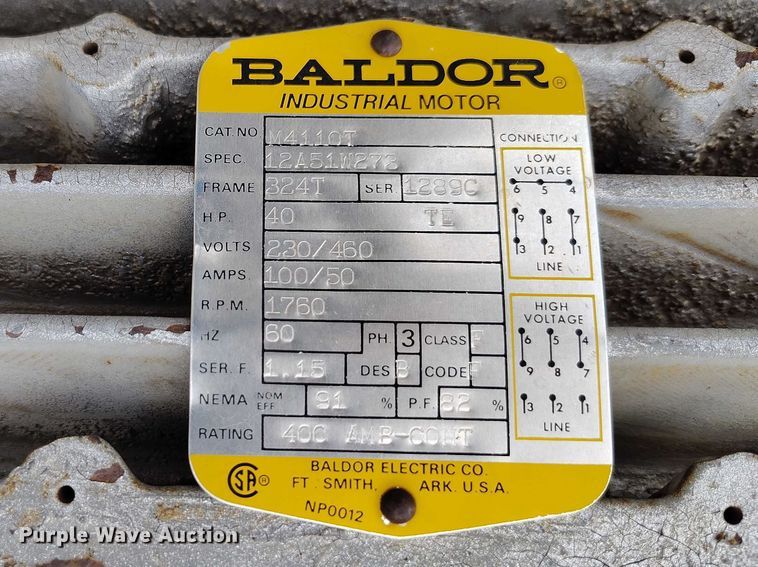 BALDOR®
INDUSTRIAL MOTOR
CAT.NO M4110T
SPEC. 12A51W273
FRAME 324T SER 1289C
H.P. 40 TE
VOLTS 230/460
AMPS. 100/50
R.P.M. 1760
HZ 60 PH. 3 CLASS F
SER. F. 1.15 DES B CODE F
NEMA NOM EFF 91 % P.F. 82 %
RATING 40C AMB-CONT
CONNECTION
LOW
VOLTAGE
6 5 4
9 8 7
3 2 1
LINE
HIGH
VOLTAGE
6 5 4
9 8 7
3 2 1
LINE
CSA®
BALDOR ELECTRIC CO.
FT. SMITH, ARK. U.S.A.
NP0012
Purple Wave Auction